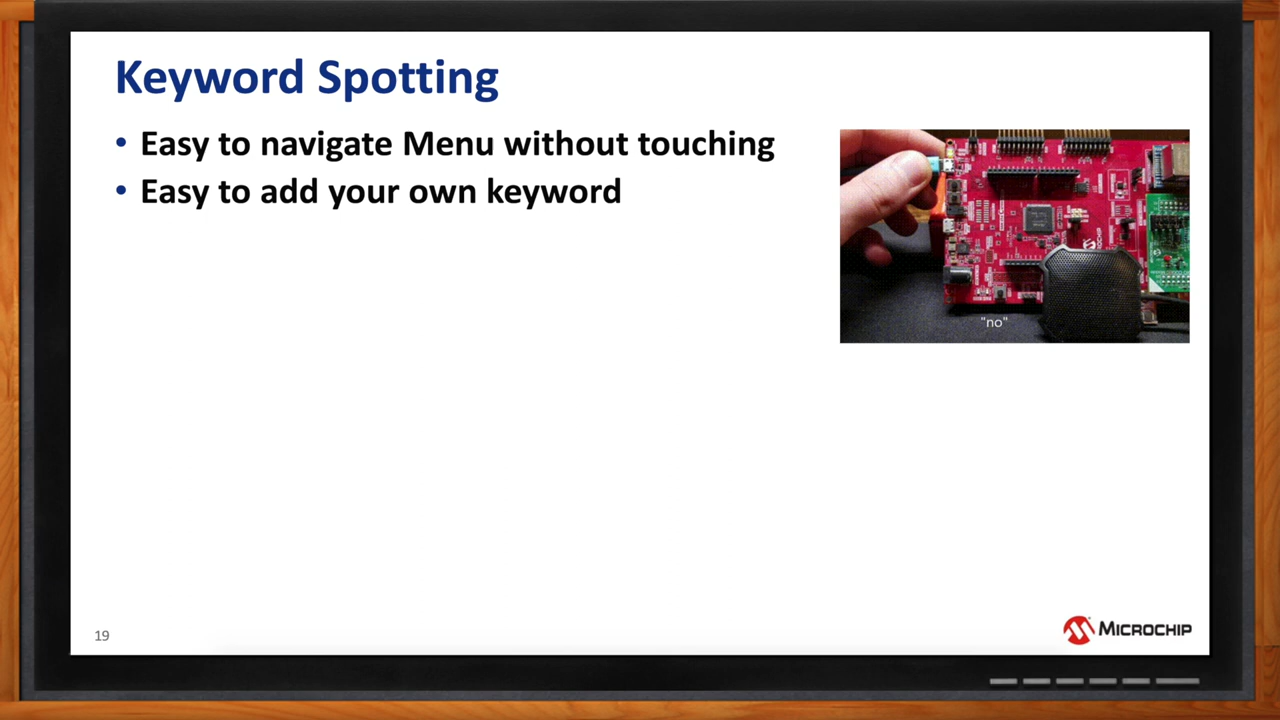 Keyword Spotting
• Easy to navigate Menu without touching
• Easy to add your own keyword
"no"
19
MICROCHIP